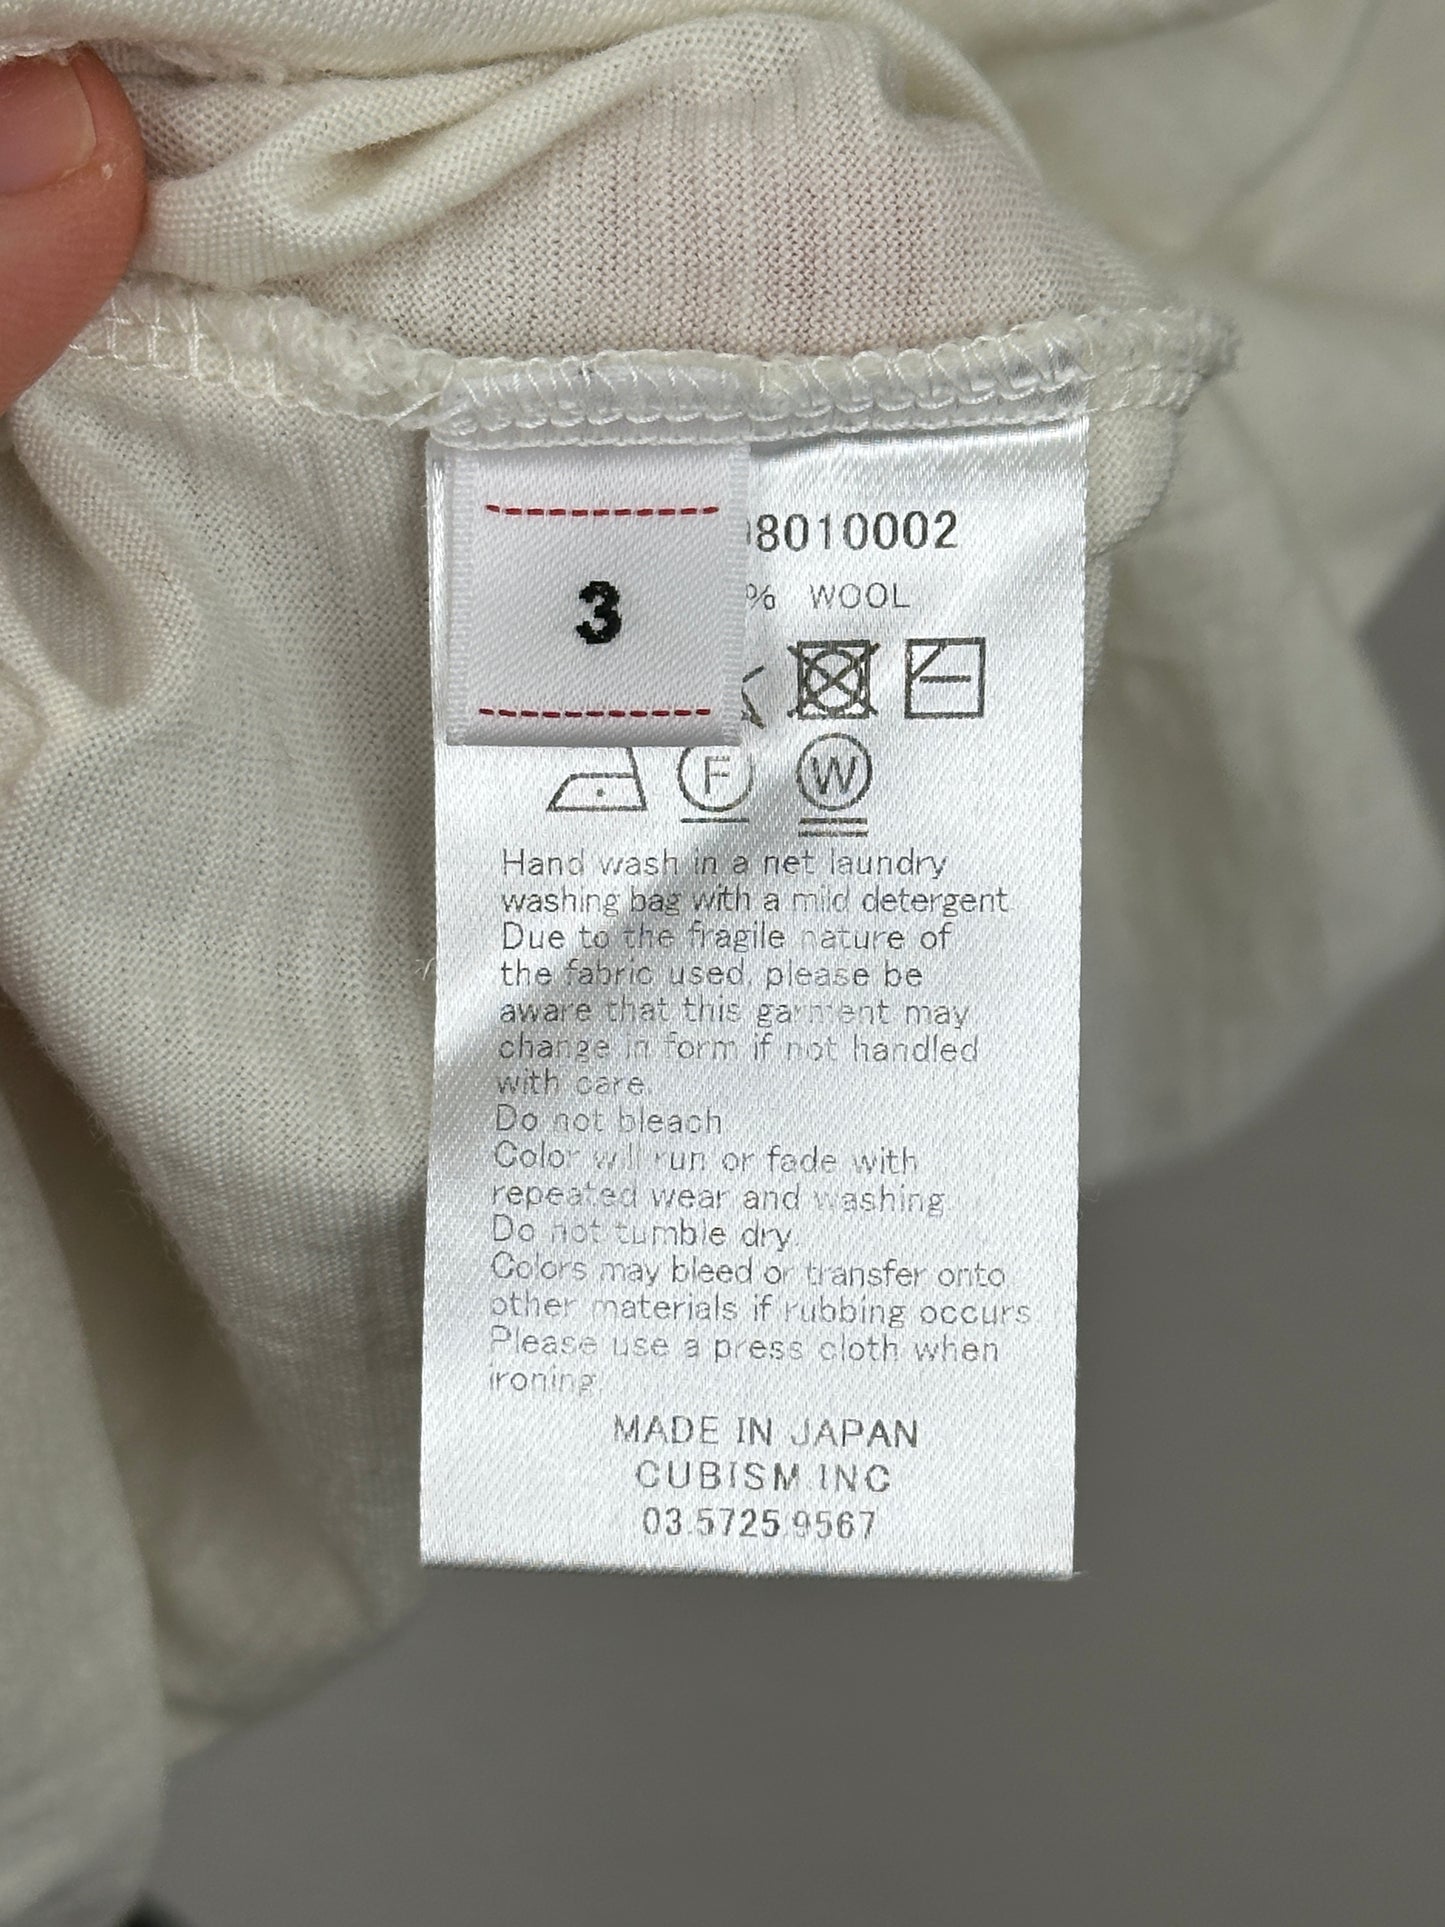 3
8010002
% WOOL
F W
Hand wash in a net laundry
washing bag with a mild detergent
Due to the fragile nature of
the fabric used, please be
aware that this garment may
change in form if not handled
with care.
Do not bleach
Color will run or fade with
repeated wear and washing.
Do not tumble dry.
Colors may bleed or transfer onto
other materials if rubbing occurs
Please use a press cloth when
ironing.
MADE IN JAPAN
CUBISM INC
03.5725.9567